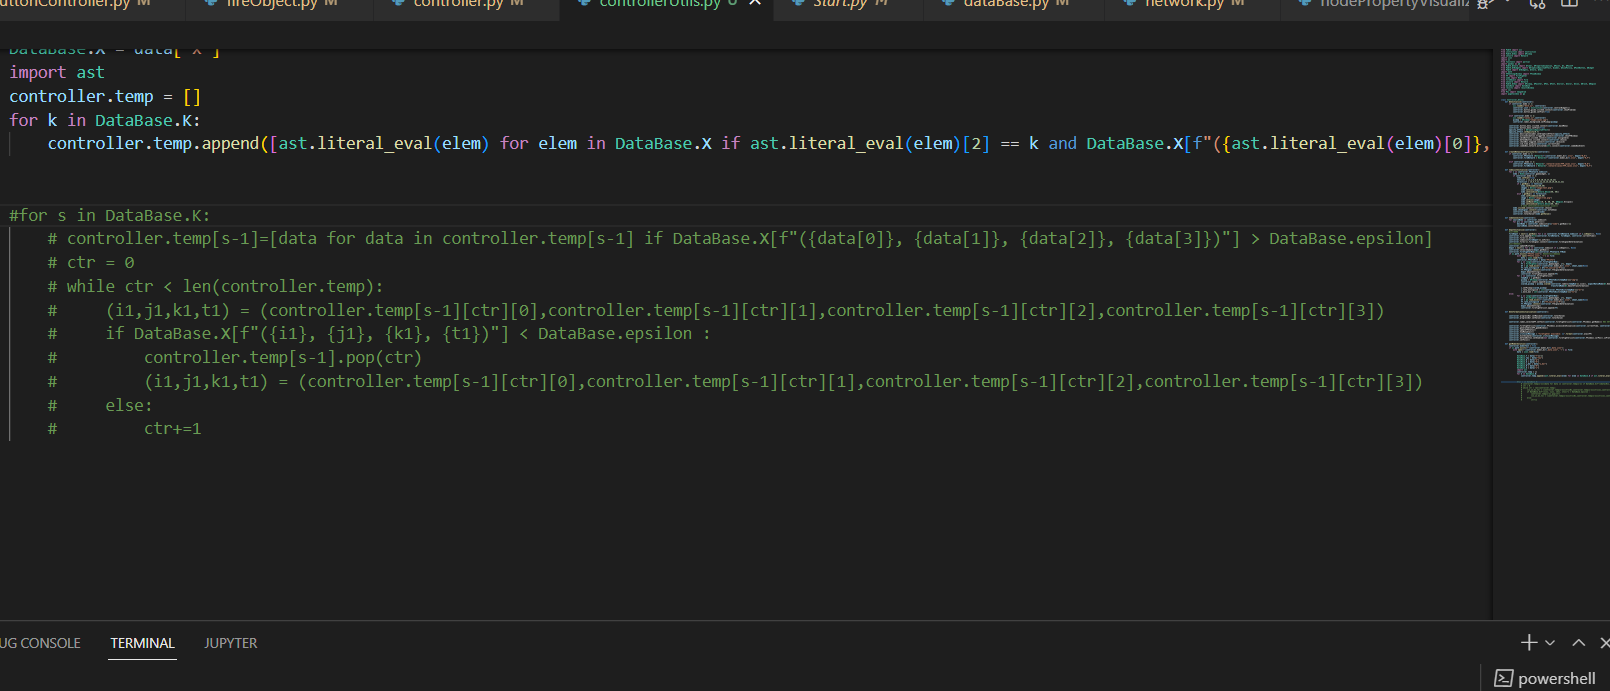 uttonController.py M fireObject.py M controller.py M controllerUtils.py U Start.py M dataBase.py M network.py M nodePropertyVisualiz
DataBase.X = data["X"]
import ast
controller.temp = []
for k in DataBase.K:
controller.temp.append([ast.literal_eval(elem) for elem in DataBase.X if ast.literal_eval(elem)[2] == k and DataBase.X[f"({ast.literal_eval(elem)[0]},
#for s in DataBase.K:
# controller.temp[s-1]=[data for data in controller.temp[s-1] if DataBase.X[f"({data[0]}, {data[1]}, {data[2]}, {data[3]})"] > DataBase.epsilon]
# ctr = 0
# while ctr < len(controller.temp):
# (i1,j1,k1,t1) = (controller.temp[s-1][ctr][0],controller.temp[s-1][ctr][1],controller.temp[s-1][ctr][2],controller.temp[s-1][ctr][3])
# if DataBase.X[f"({i1}, {j1}, {k1}, {t1})"] < DataBase.epsilon :
# controller.temp[s-1].pop(ctr)
# (i1,j1,k1,t1) = (controller.temp[s-1][ctr][0],controller.temp[s-1][ctr][1],controller.temp[s-1][ctr][2],controller.temp[s-1][ctr][3])
# else:
# ctr+=1
UG CONSOLE TERMINAL JUPYTER
powershell